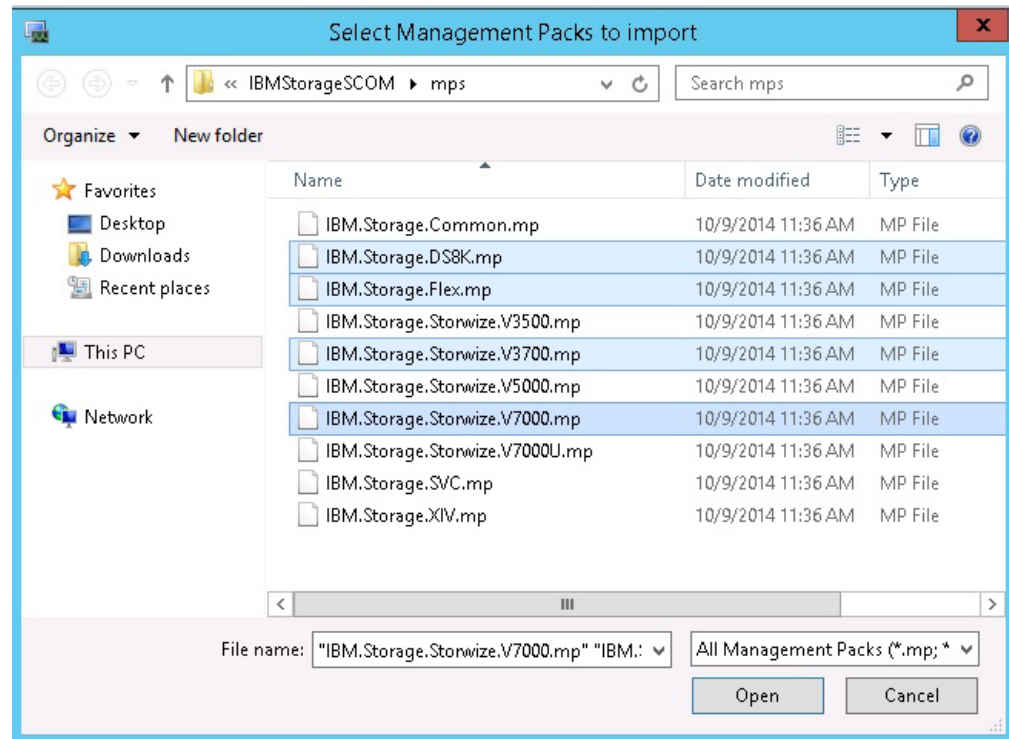 Select Management Packs to import
x
« IBMStorageSCOM mps
Search mps
Organize New folder
Name Date modified Type
Favorites
Desktop
Downloads
Recent places
This PC
Network
IBM.Storage.Common.mp 10/9/2014 11:36 AM MP File
IBM.Storage.DS8K.mp 10/9/2014 11:36 AM MP File
IBM.Storage.Flex.mp 10/9/2014 11:36 AM MP File
IBM.Storage.Storwize.V3500.mp 10/9/2014 11:36 AM MP File
IBM.Storage.Storwize.V3700.mp 10/9/2014 11:36 AM MP File
IBM.Storage.Storwize.V5000.mp 10/9/2014 11:36 AM MP File
IBM.Storage.Storwize.V7000.mp 10/9/2014 11:36 AM MP File
IBM.Storage.Storwize.V7000U.mp 10/9/2014 11:36 AM MP File
IBM.Storage.SVC.mp 10/9/2014 11:36 AM MP File
IBM.Storage.XIV.mp 10/9/2014 11:36 AM MP File
File name: "IBM.Storage.Storwize.V7000.mp" "IBM.: All Management Packs (*.mp; *
Open Cancel